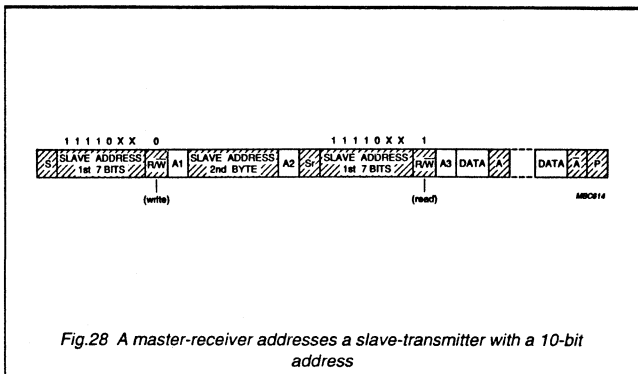 1 1 1 1 0 X X 0 1 1 1 1 0 X X 1
S SLAVE ADDRESS 1st 7 BITS R/W A1 SLAVE ADDRESS 2nd BYTE A2 Sr SLAVE ADDRESS 1st 7 BITS R/W A3 DATA A DATA A P
(write) (read)
MBC614
Fig.28 A master-receiver addresses a slave-transmitter with a 10-bit
address